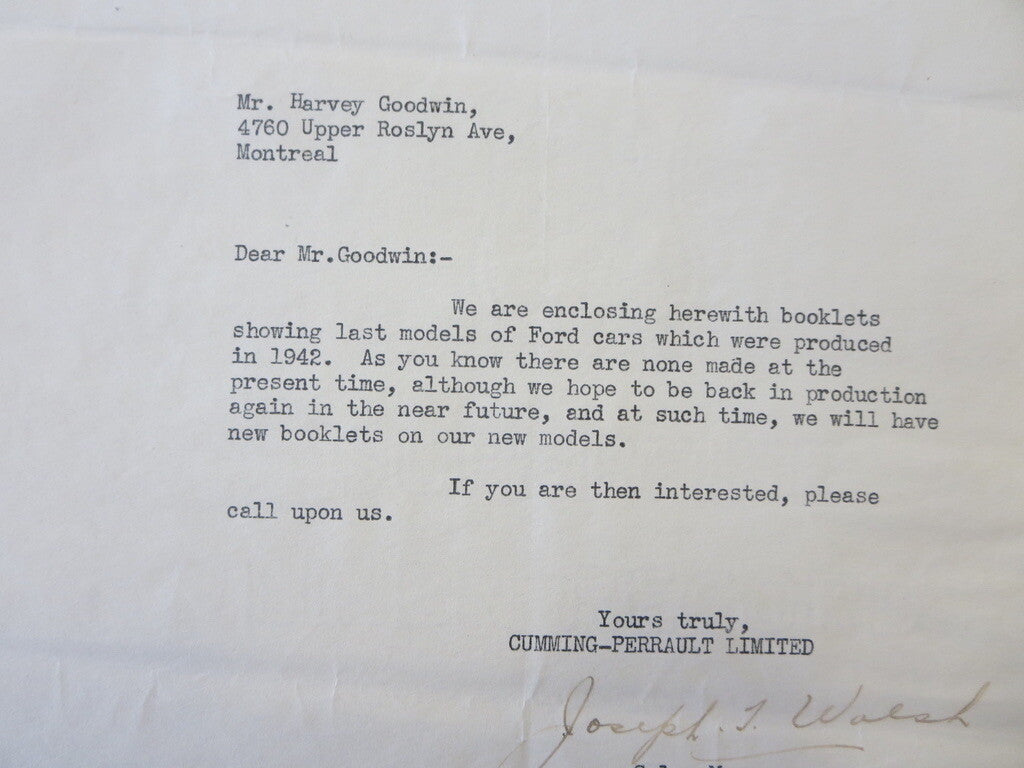 Mr. Harvey Goodwin,
4760 Upper Roslyn Ave,
Montreal
Dear Mr.Goodwin:-
We are enclosing herewith booklets
showing last models of Ford cars which were produced
in 1942. As you know there are none made at the
present time, although we hope to be back in production
again in the near future, and at such time, we will have
new booklets on our new models.
If you are then interested, please
call upon us.
Yours truly,
CUMMING-PERRAULT LIMITED
Joseph. T. Walsh